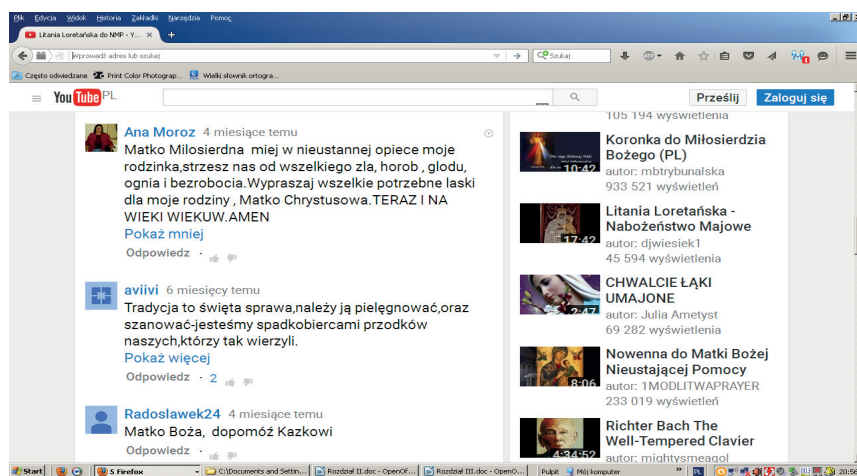 Plik Edycja Widok Historia Zakładki Narzędzia Pomoc
Litania Loretańska do NMP - Y... × +
Wprowadź adres lub szukaj
Szukaj
Często odwiedzane Print Color Photograp... Wielki słownik ortogra...
YouTube PL
Prześlij
Zaloguj się
Ana Moroz 4 miesiące temu
Matko Milosierdna miej w nieustannej opiece moje
rodzinka,strzesz nas od wszelkiego zla, horob , glodu,
ognia i bezrobocia.Wypraszaj wszelkie potrzebne laski
dla moje rodziny , Matko Chrystusowa.TERAZ I NA
WIEKI WIEKUW.AMEN
Pokaż mniej
Odpowiedz ·
aviivi 6 miesięcy temu
Tradycja to święta sprawa,należy ją pielęgnować,oraz
szanować-jesteśmy spadkobiercami przodków
naszych,którzy tak wierzyli.
Pokaż więcej
Odpowiedz · 2
Radoslawek24 4 miesiące temu
Matko Boża, dopomóż Kazkowi
Odpowiedz ·
105 194 wyświetlenia
10:42
Koronka do Miłosierdzia
Bożego (PL)
autor: mbtrybunalska
933 521 wyświetleń
17:42
Litania Loretańska -
Nabożeństwo Majowe
autor: djwiesiek1
45 594 wyświetlenia
2:47
CHWALCIE ŁĄKI
UMAJONE
autor: Julia Ametyst
69 282 wyświetlenia
8:06
Nowenna do Matki Bożej
Nieustającej Pomocy
autor: 1MODLITWAPRAYER
233 019 wyświetleń
4:34:52
Richter Bach The
Well-Tempered Clavier
autor: mightysmeagol
Start 5 Firefox C:\Documents and Settin... Rozdział II.doc - OpenOf... Rozdział III.doc - OpenO... Pulpit Mój komputer » PL 20:56